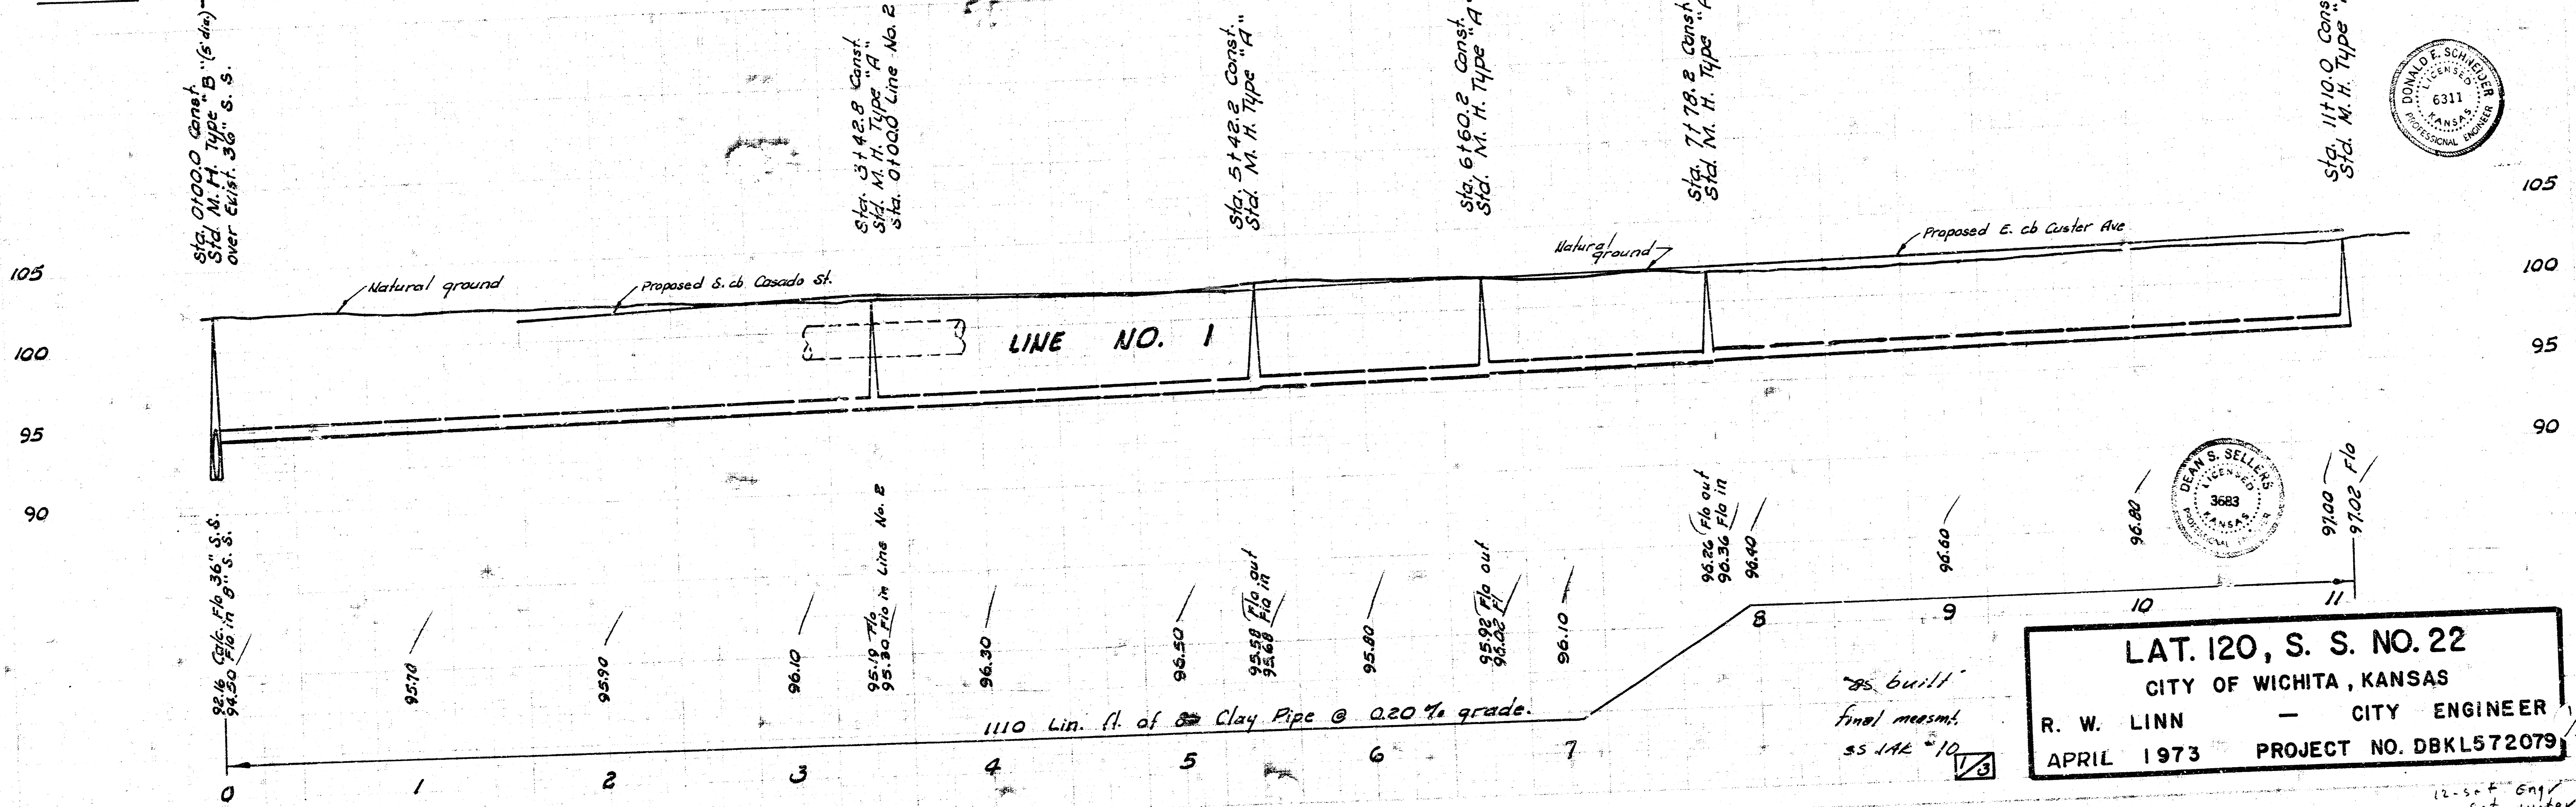 Sta. 0+00.0 Const.
Std. M. H. Type "B" (5' dia.)
over Exist. 36" S. S.
Sta. 3+42.8 Const.
Std. M. H. Type "A"
Sta. 0+00.0 Line No. 2
Sta. 5+42.2 Const.
Std. M. H. Type "A"
Sta. 6+60.2 Const.
Std. M. H. Type "A"
Sta. 7+78.2 Const.
Std. M. H. Type "A"
Sta. 11+10.0 Const.
Std. M. H. Type
DONALD E. SCHNEIDER
LICENSED
6311
KANSAS
PROFESSIONAL ENGINEER
105
100
95
90
105
100
95
90
Natural ground
Proposed S. cb Casado St.
Natural
ground
Proposed E. cb Custer Ave
LINE NO. 1
92.16 Calc. Flo 36" S.S.
94.50 Flo in 8" S.S.
95.70
95.90
96.10
95.19 Flo
95.30 Flo in Line No. 2
96.30
96.50
95.58 Flo out
95.68 Flo in
95.80
95.92 Flo out
96.02 Fl
96.10
96.26 Flo out
96.36 Flo in
96.40
96.60
96.80
97.00
97.02 Flo
DEAN S. SELLERS
LICENSED
3683
KANSAS
PROFESSIONAL ENGINEER
1110 Lin. ft. of Clay Pipe @ 0.20 % grade.
0 1 2 3 4 5 6 7 8 9 10 11
"as built"
final measmt.
1/3
LAT. 120, S. S. NO. 22
CITY OF WICHITA, KANSAS
R. W. LINN — CITY ENGINEER
APRIL 1973 PROJECT NO. DBKL572079